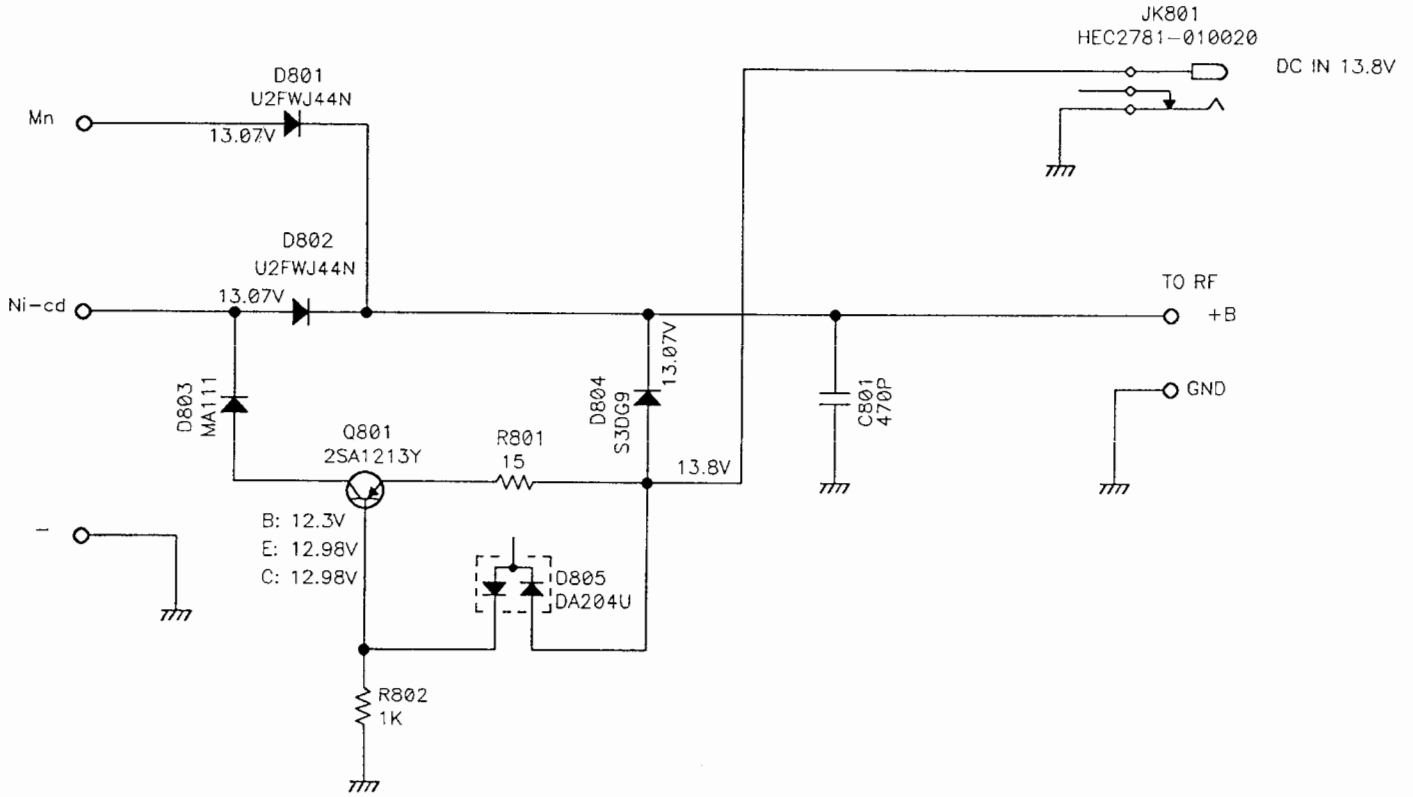 JK801
HEC2781-010020
DC IN 13.8V
D801
U2FWJ44N
Mn
13.07V
D802
U2FWJ44N
Ni-cd
13.07V
TO RF
+B
D803
MA111
D804
S3DG9
13.07V
C801
470P
GND
Q801
2SA1213Y
R801
15
13.8V
B: 12.3V
E: 12.98V
C: 12.98V
-
D805
DA204U
R802
1K